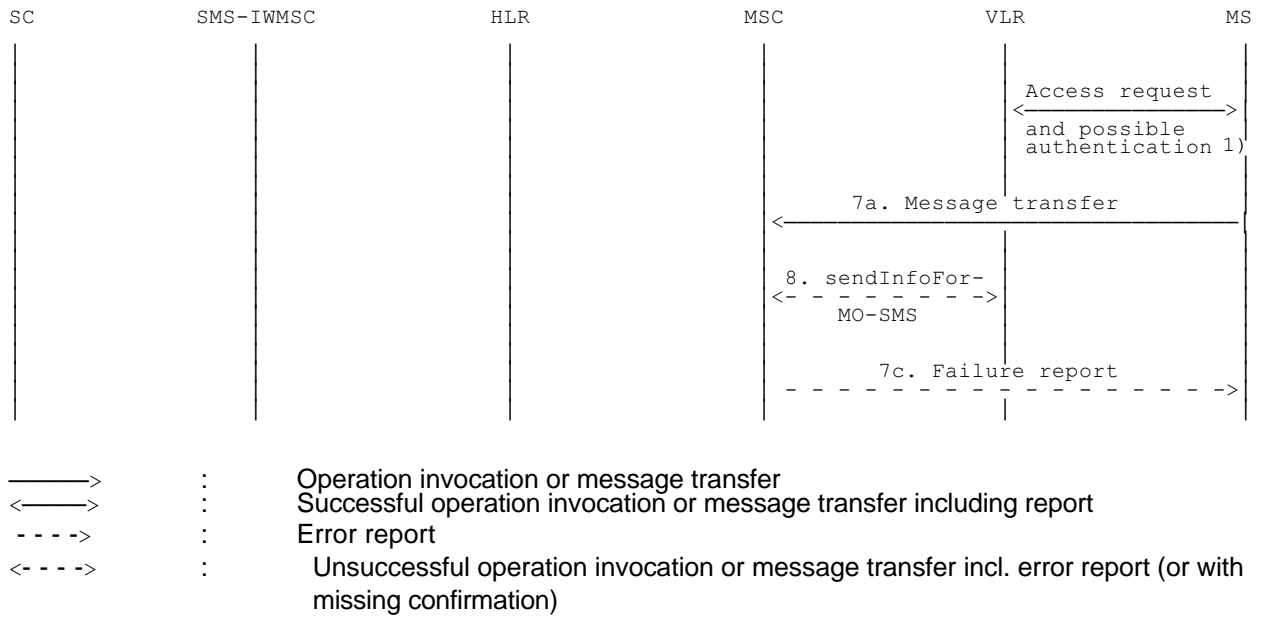 SC SMS-IWMSC HLR MSC VLR MS
Access request
and possible
authentication 1)
7a. Message transfer
8. sendInfoFor-
MO-SMS
7c. Failure report
: Operation invocation or message transfer
: Successful operation invocation or message transfer including report
: Error report
: Unsuccessful operation invocation or message transfer incl. error report (or with
missing confirmation)